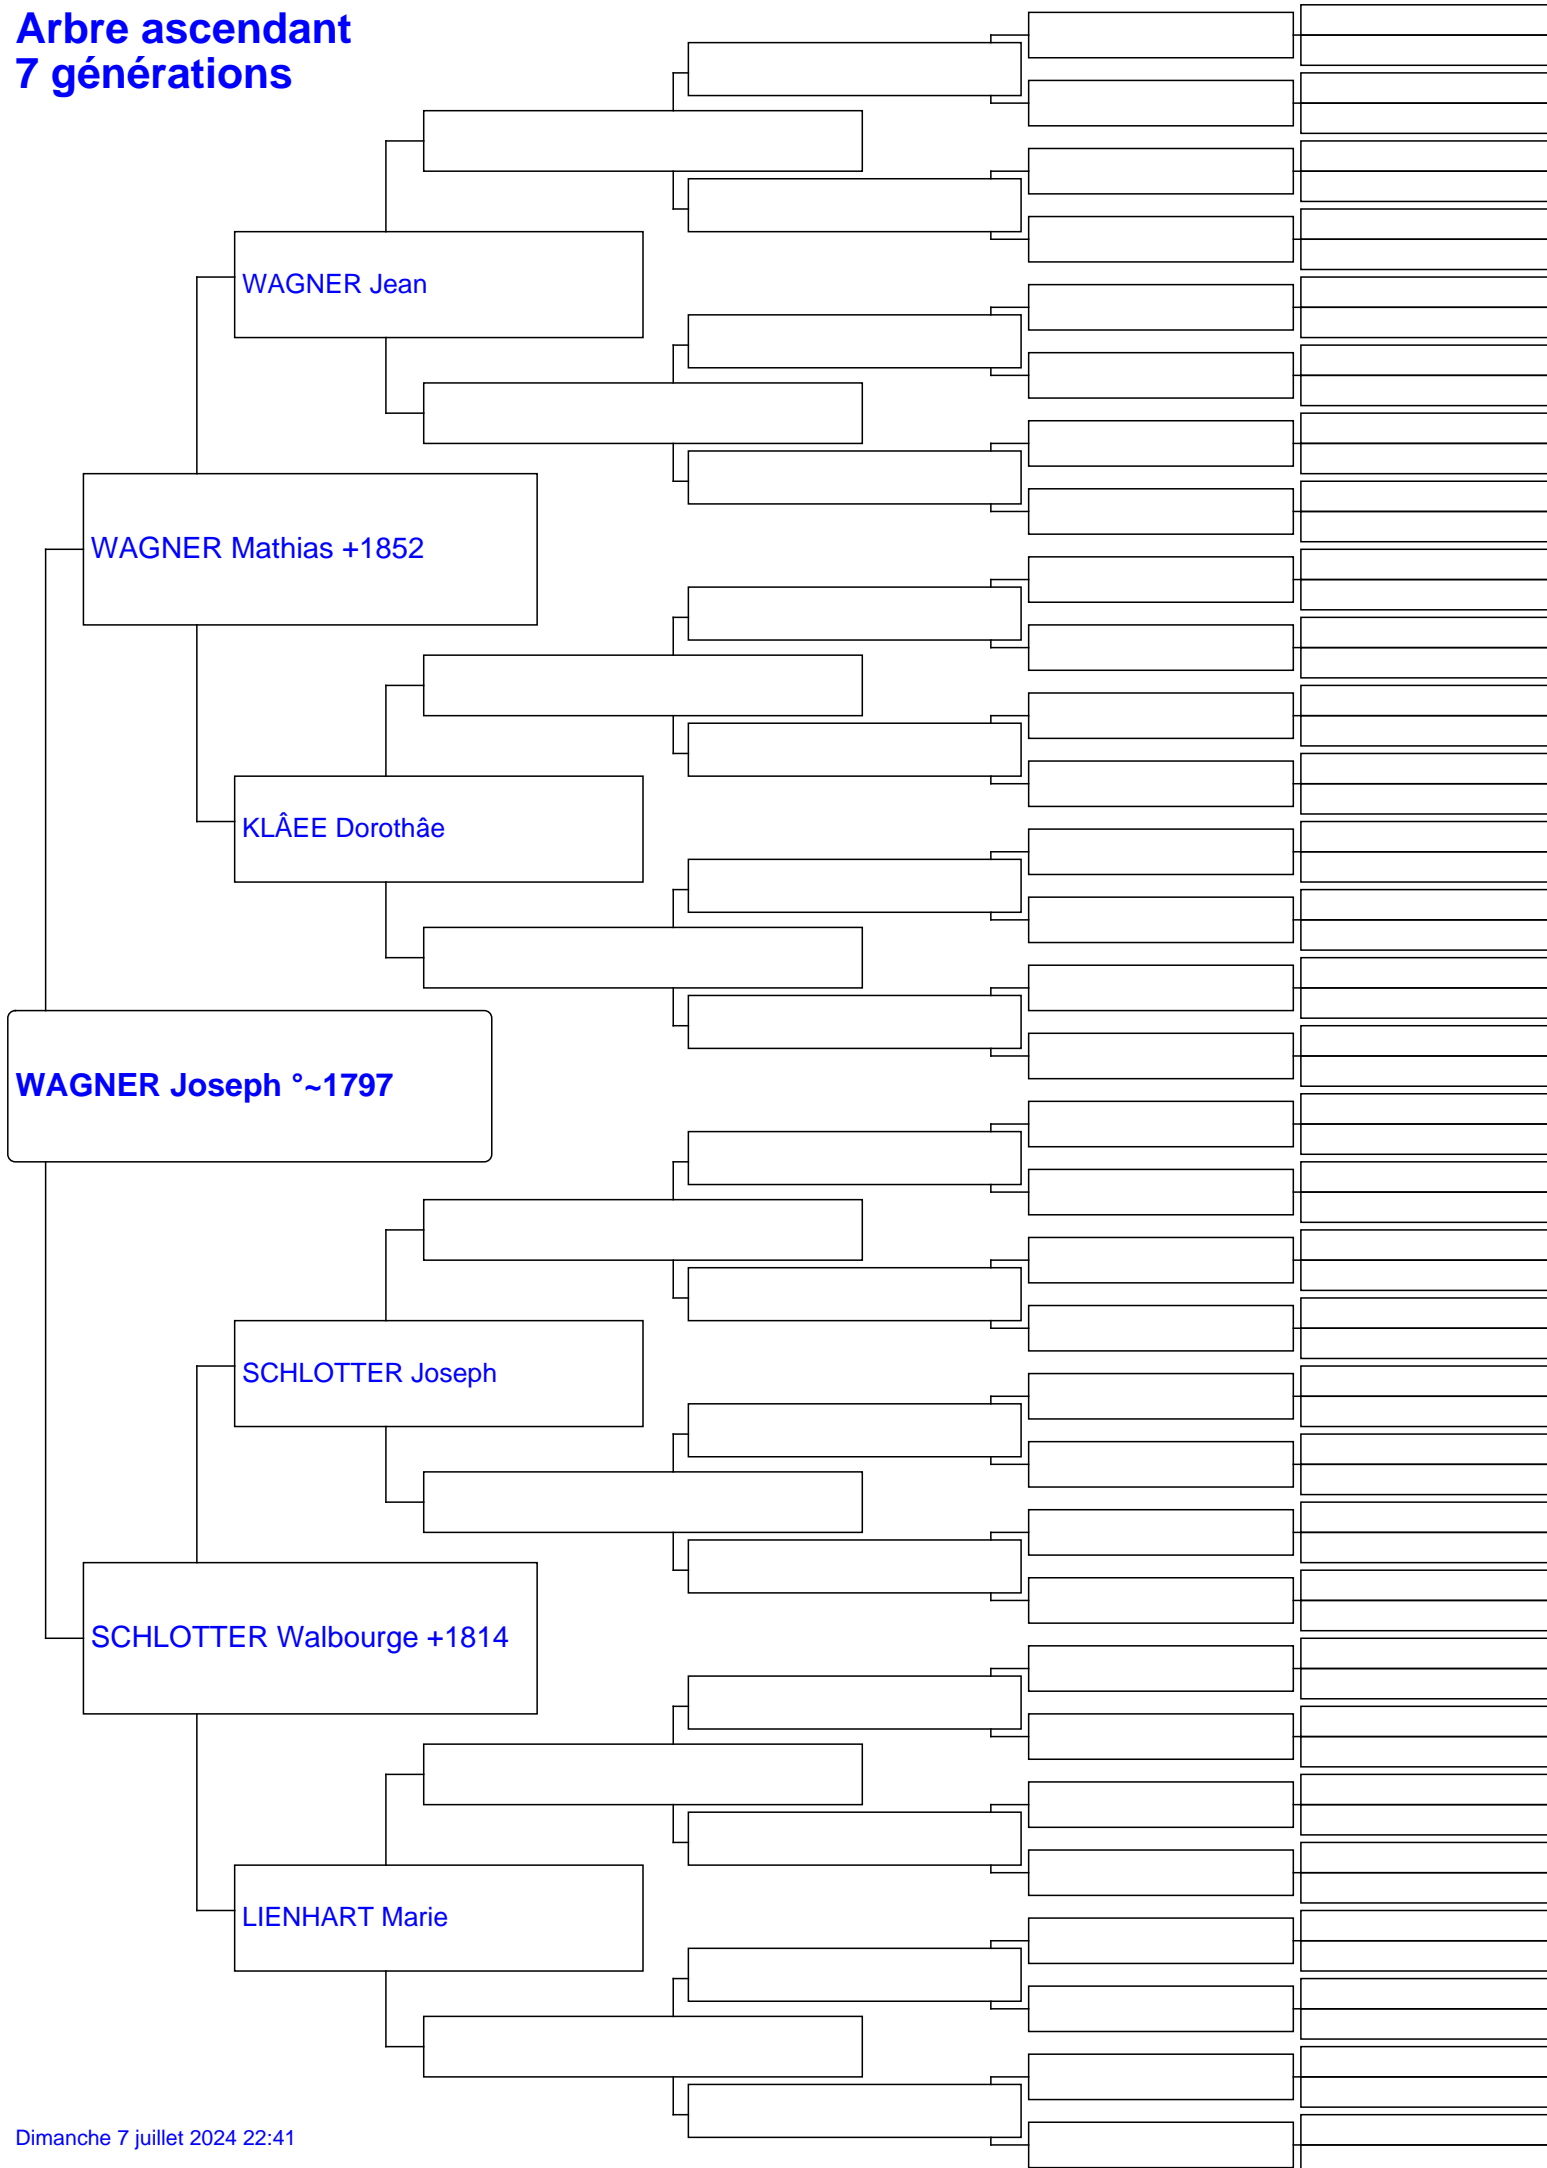 Arbre ascendant
7 générations
WAGNER Jean
WAGNER Mathias +1852
KLÂEE Dorothâe
WAGNER Joseph °~1797
SCHLOTTER Joseph
SCHLOTTER Walbourge +1814
LIENHART Marie
Dimanche 7 juillet 2024 22:41